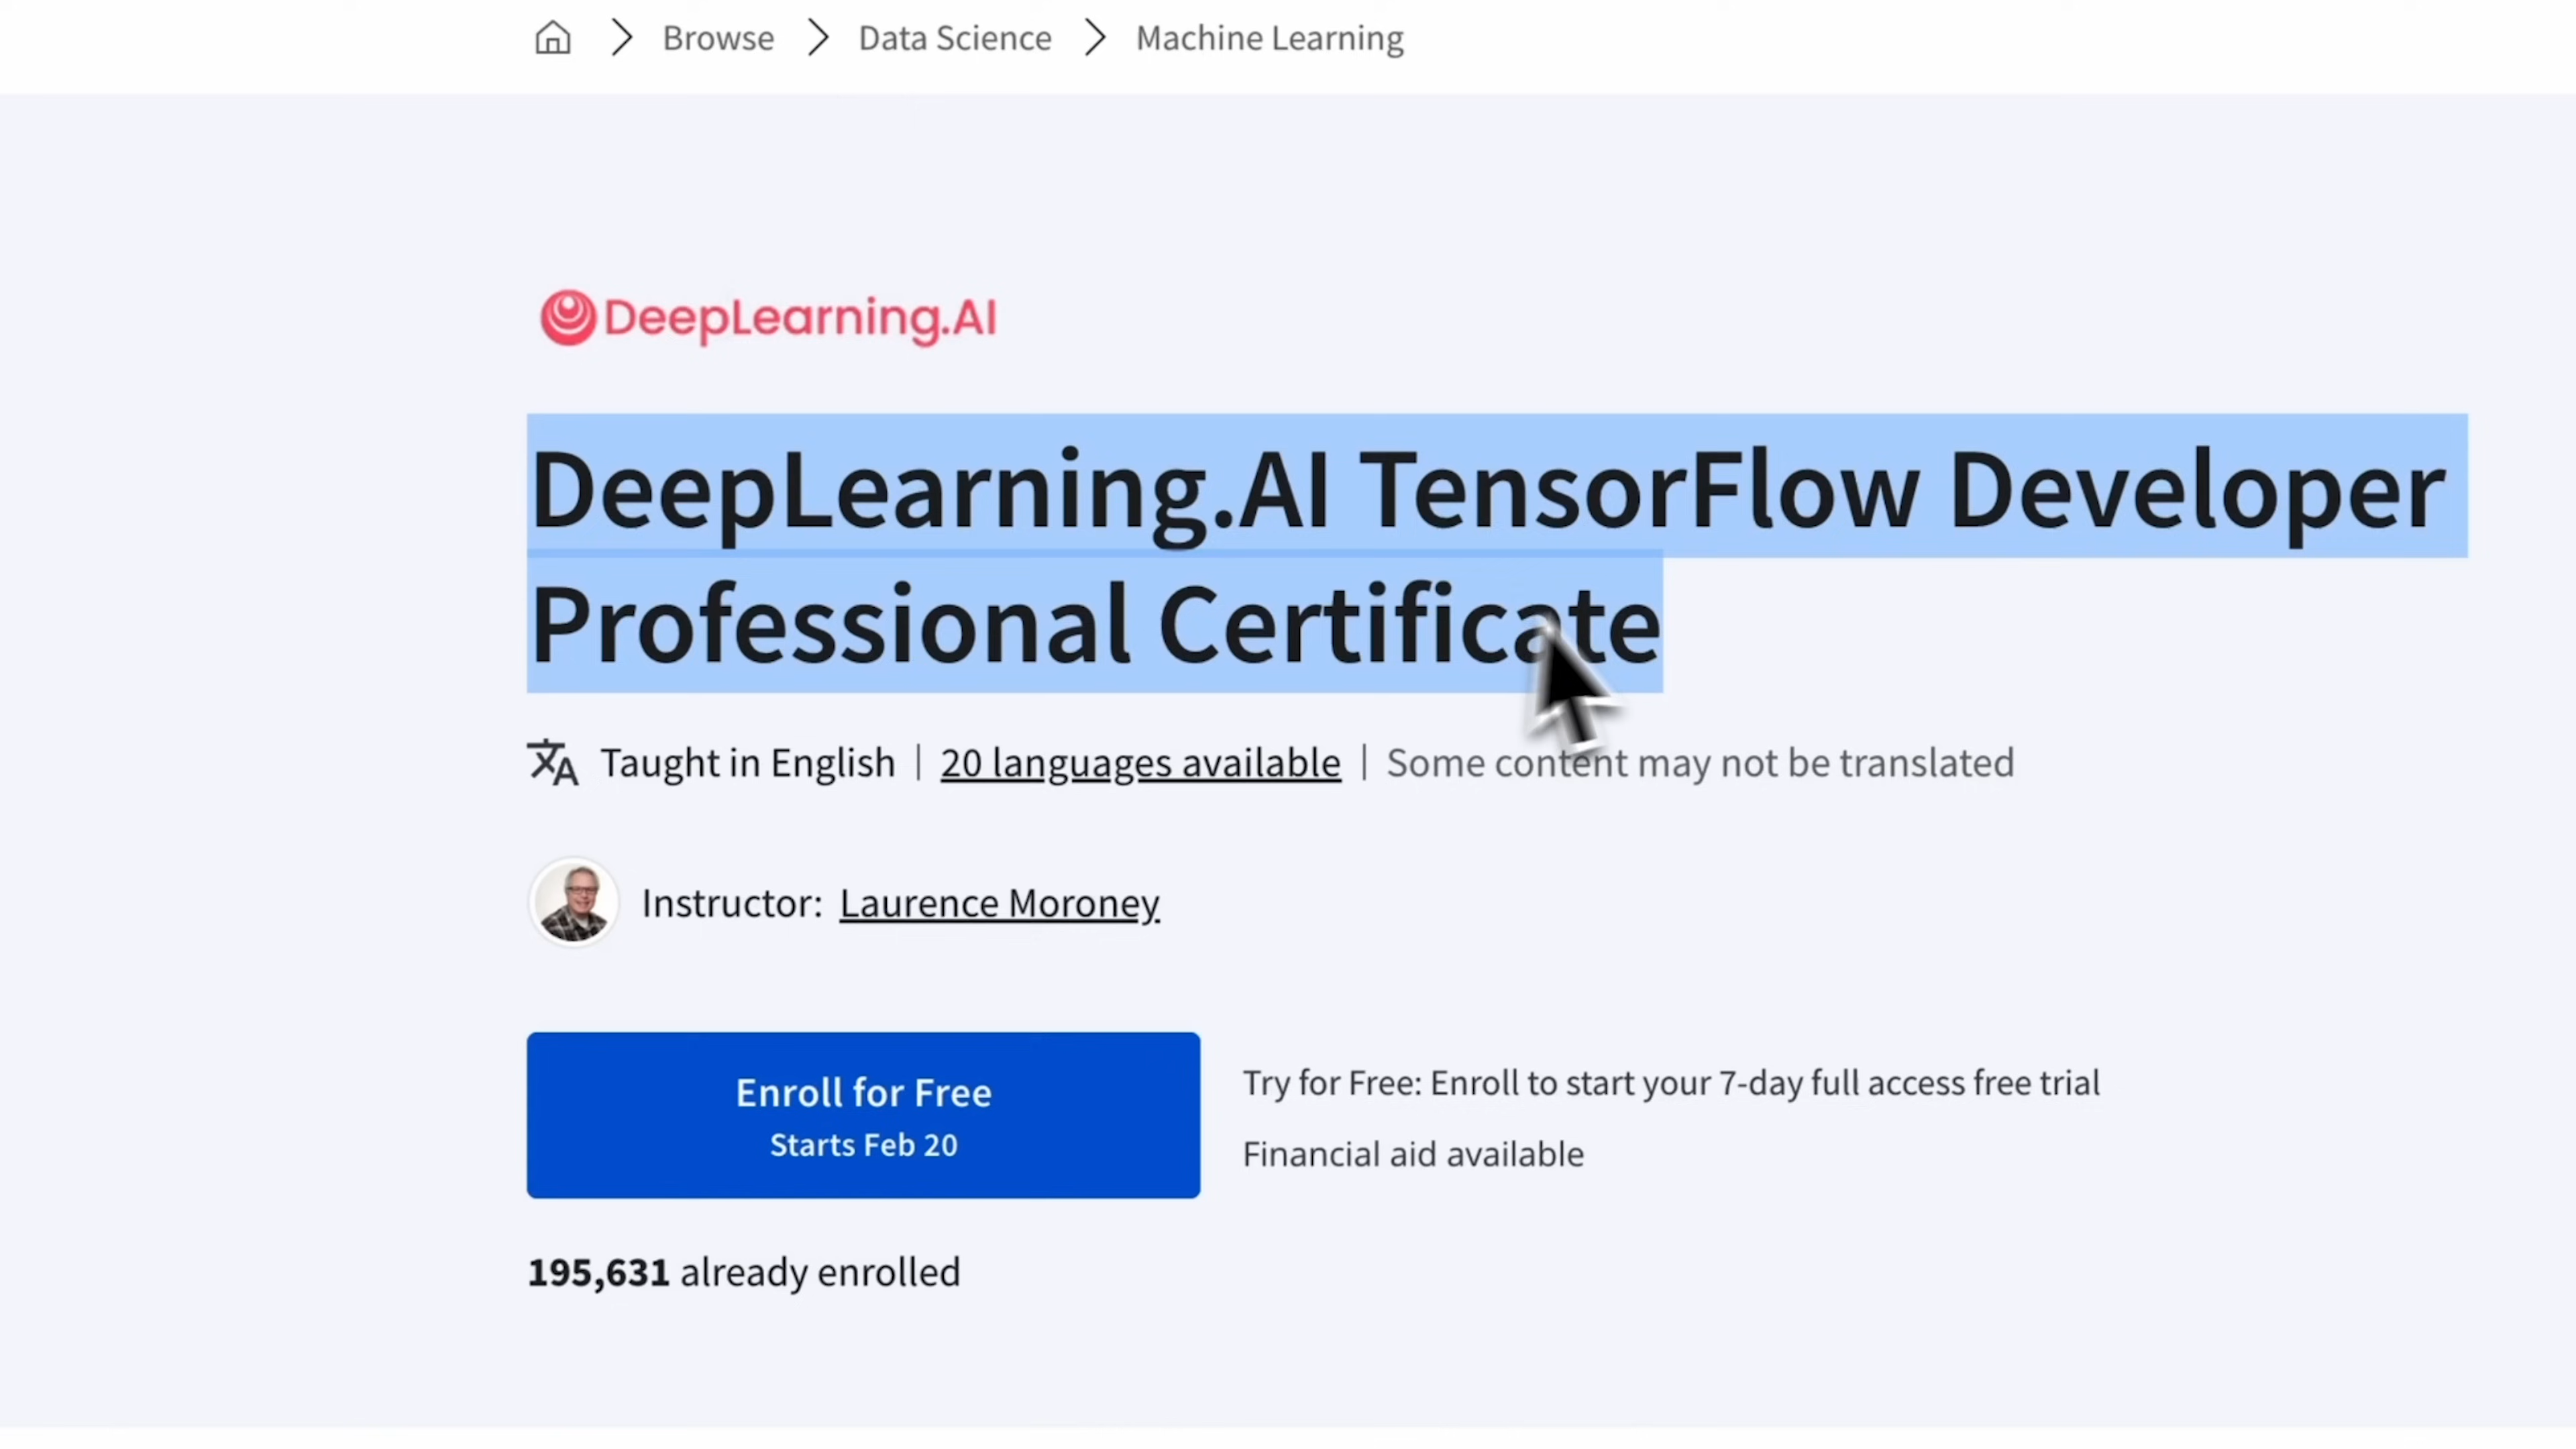 Browse > Data Science > Machine Learning
DeepLearning.AI
DeepLearning.AI TensorFlow Developer
Professional Certificate
Taught in English | 20 languages available | Some content may not be translated
Instructor: Laurence Moroney
Enroll for Free
Starts Feb 20
Try for Free: Enroll to start your 7-day full access free trial
Financial aid available
195,631 already enrolled